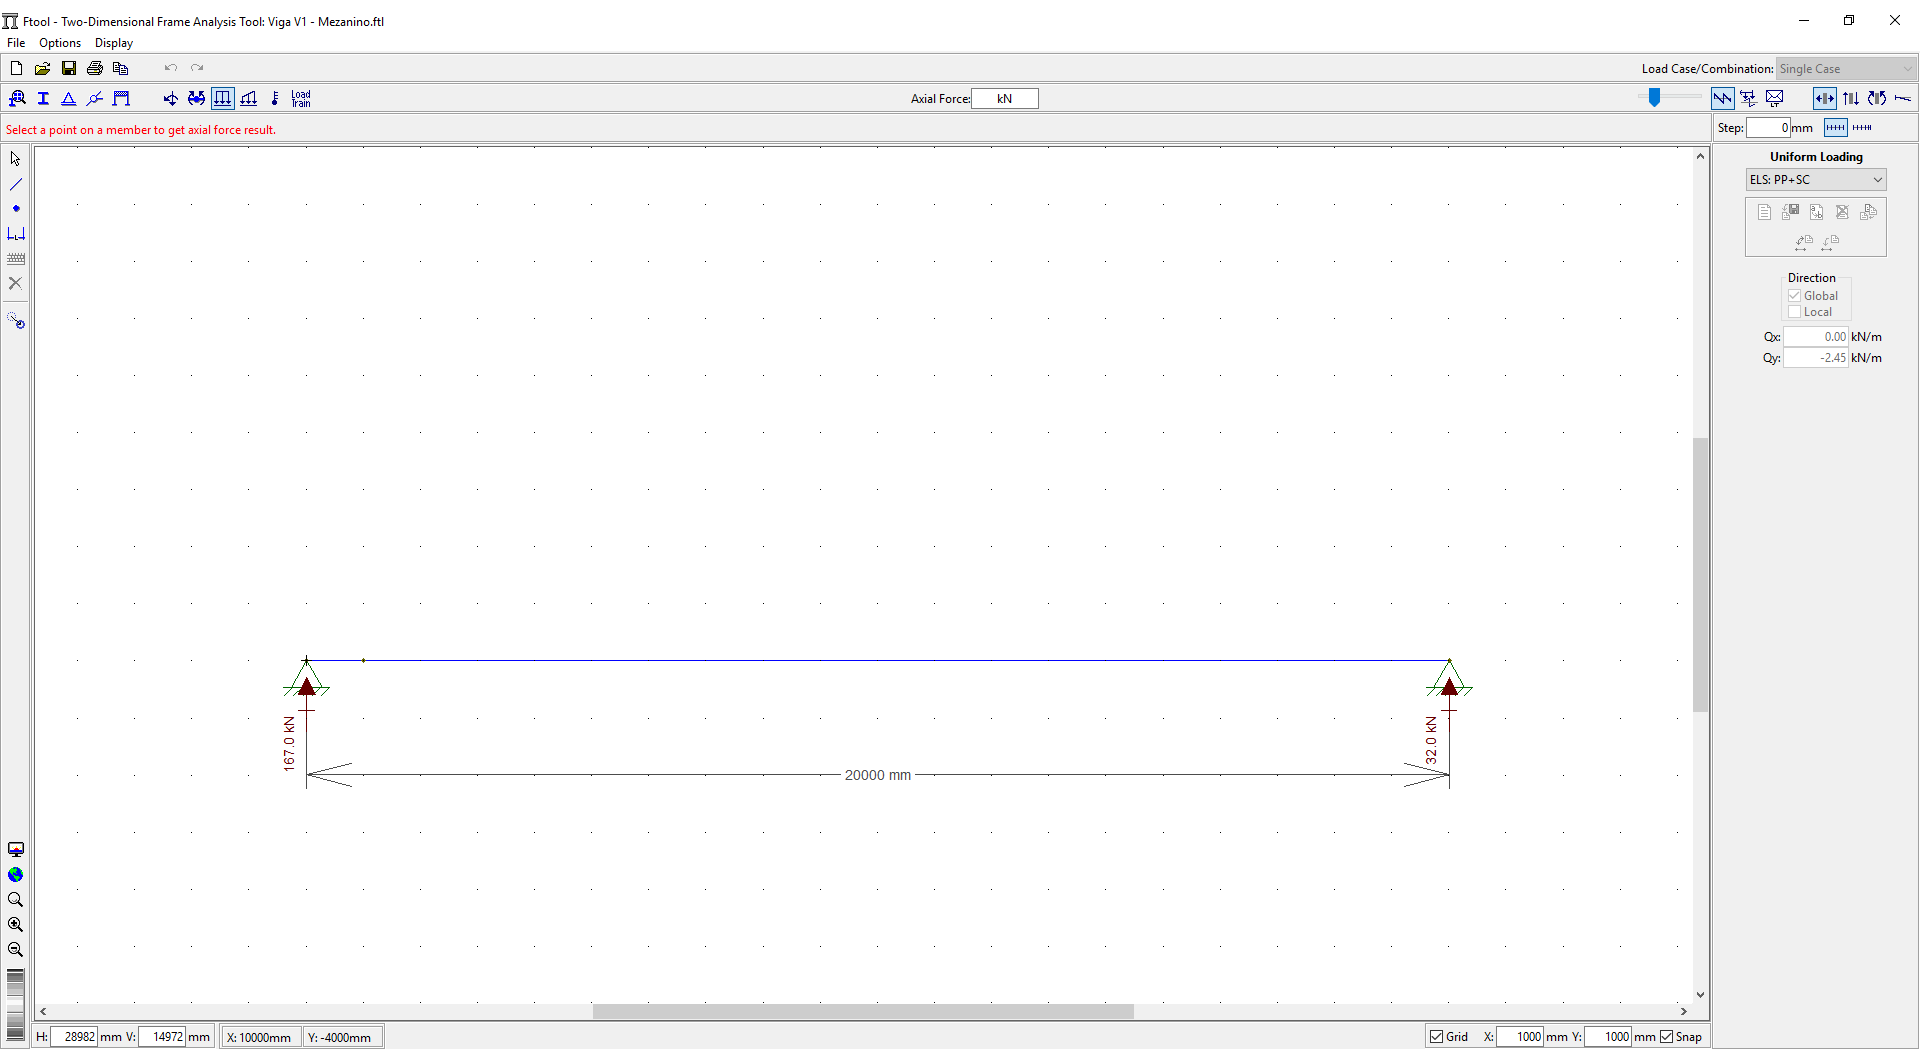 Ftool - Two-Dimensional Frame Analysis Tool: Viga V1 - Mezanino.ftl
File Options Display
Load Case/Combination: Single Case
Load Train
Axial Force: kN
Select a point on a member to get axial force result.
Step: 0 mm
Uniform Loading
ELS: PP+SC
Direction
Global
Local
Qx: 0.00 kN/m
Qy: -2.45 kN/m
167.0 kN
32.0 kN
20000 mm
H: 28982 mm V: 14972 mm X: 10000mm Y: -4000mm Grid X: 1000 mm Y: 1000 mm Snap